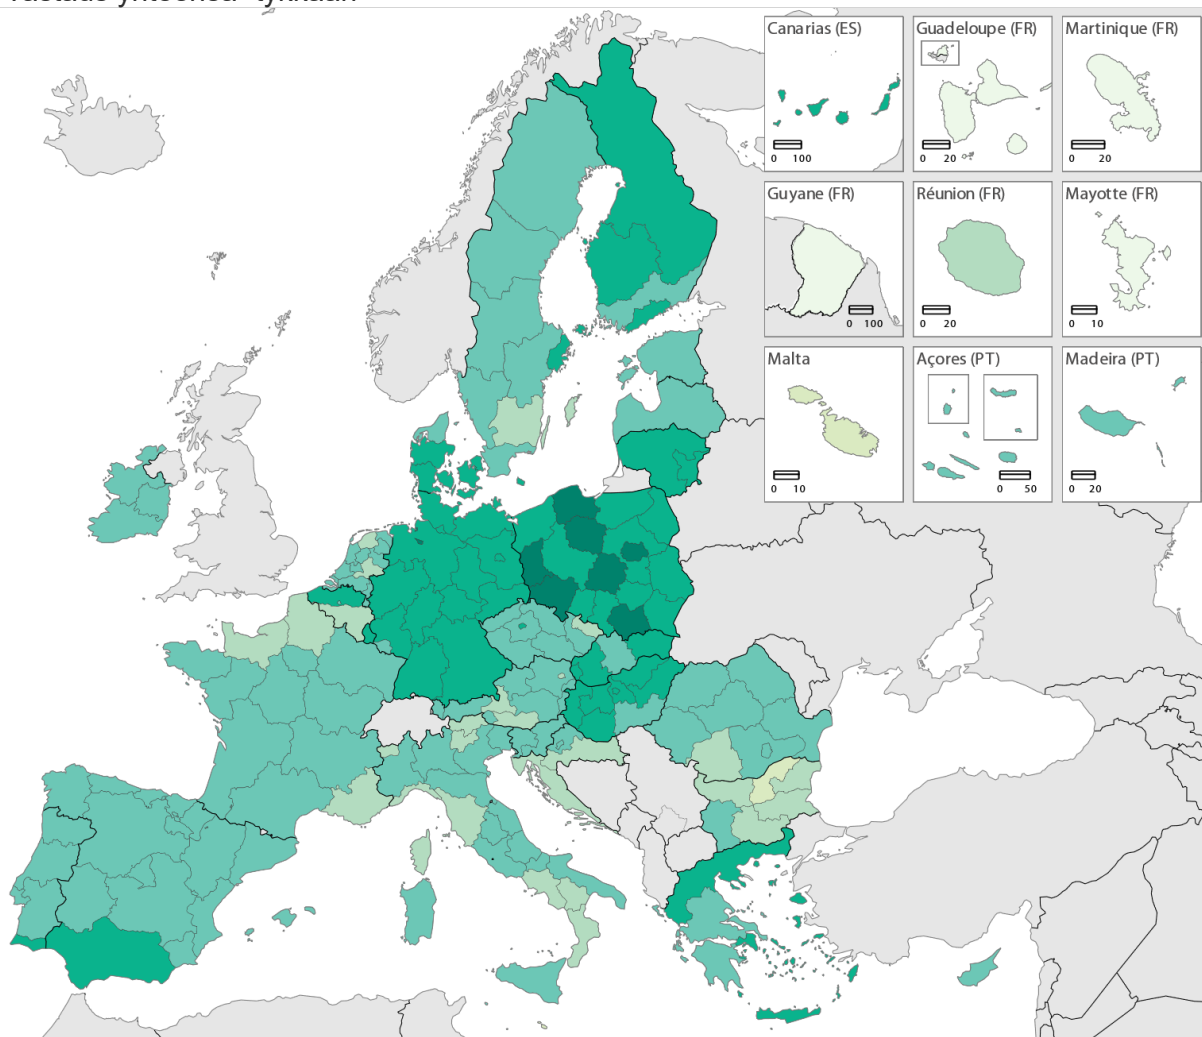 Canarias (ES)
0 100
Guadeloupe (FR)
0 20
Martinique (FR)
0 20
Guyane (FR)
0 100
Réunion (FR)
0 20
Mayotte (FR)
0 10
Malta
0 10
Açores (PT)
0 50
Madeira (PT)
0 20